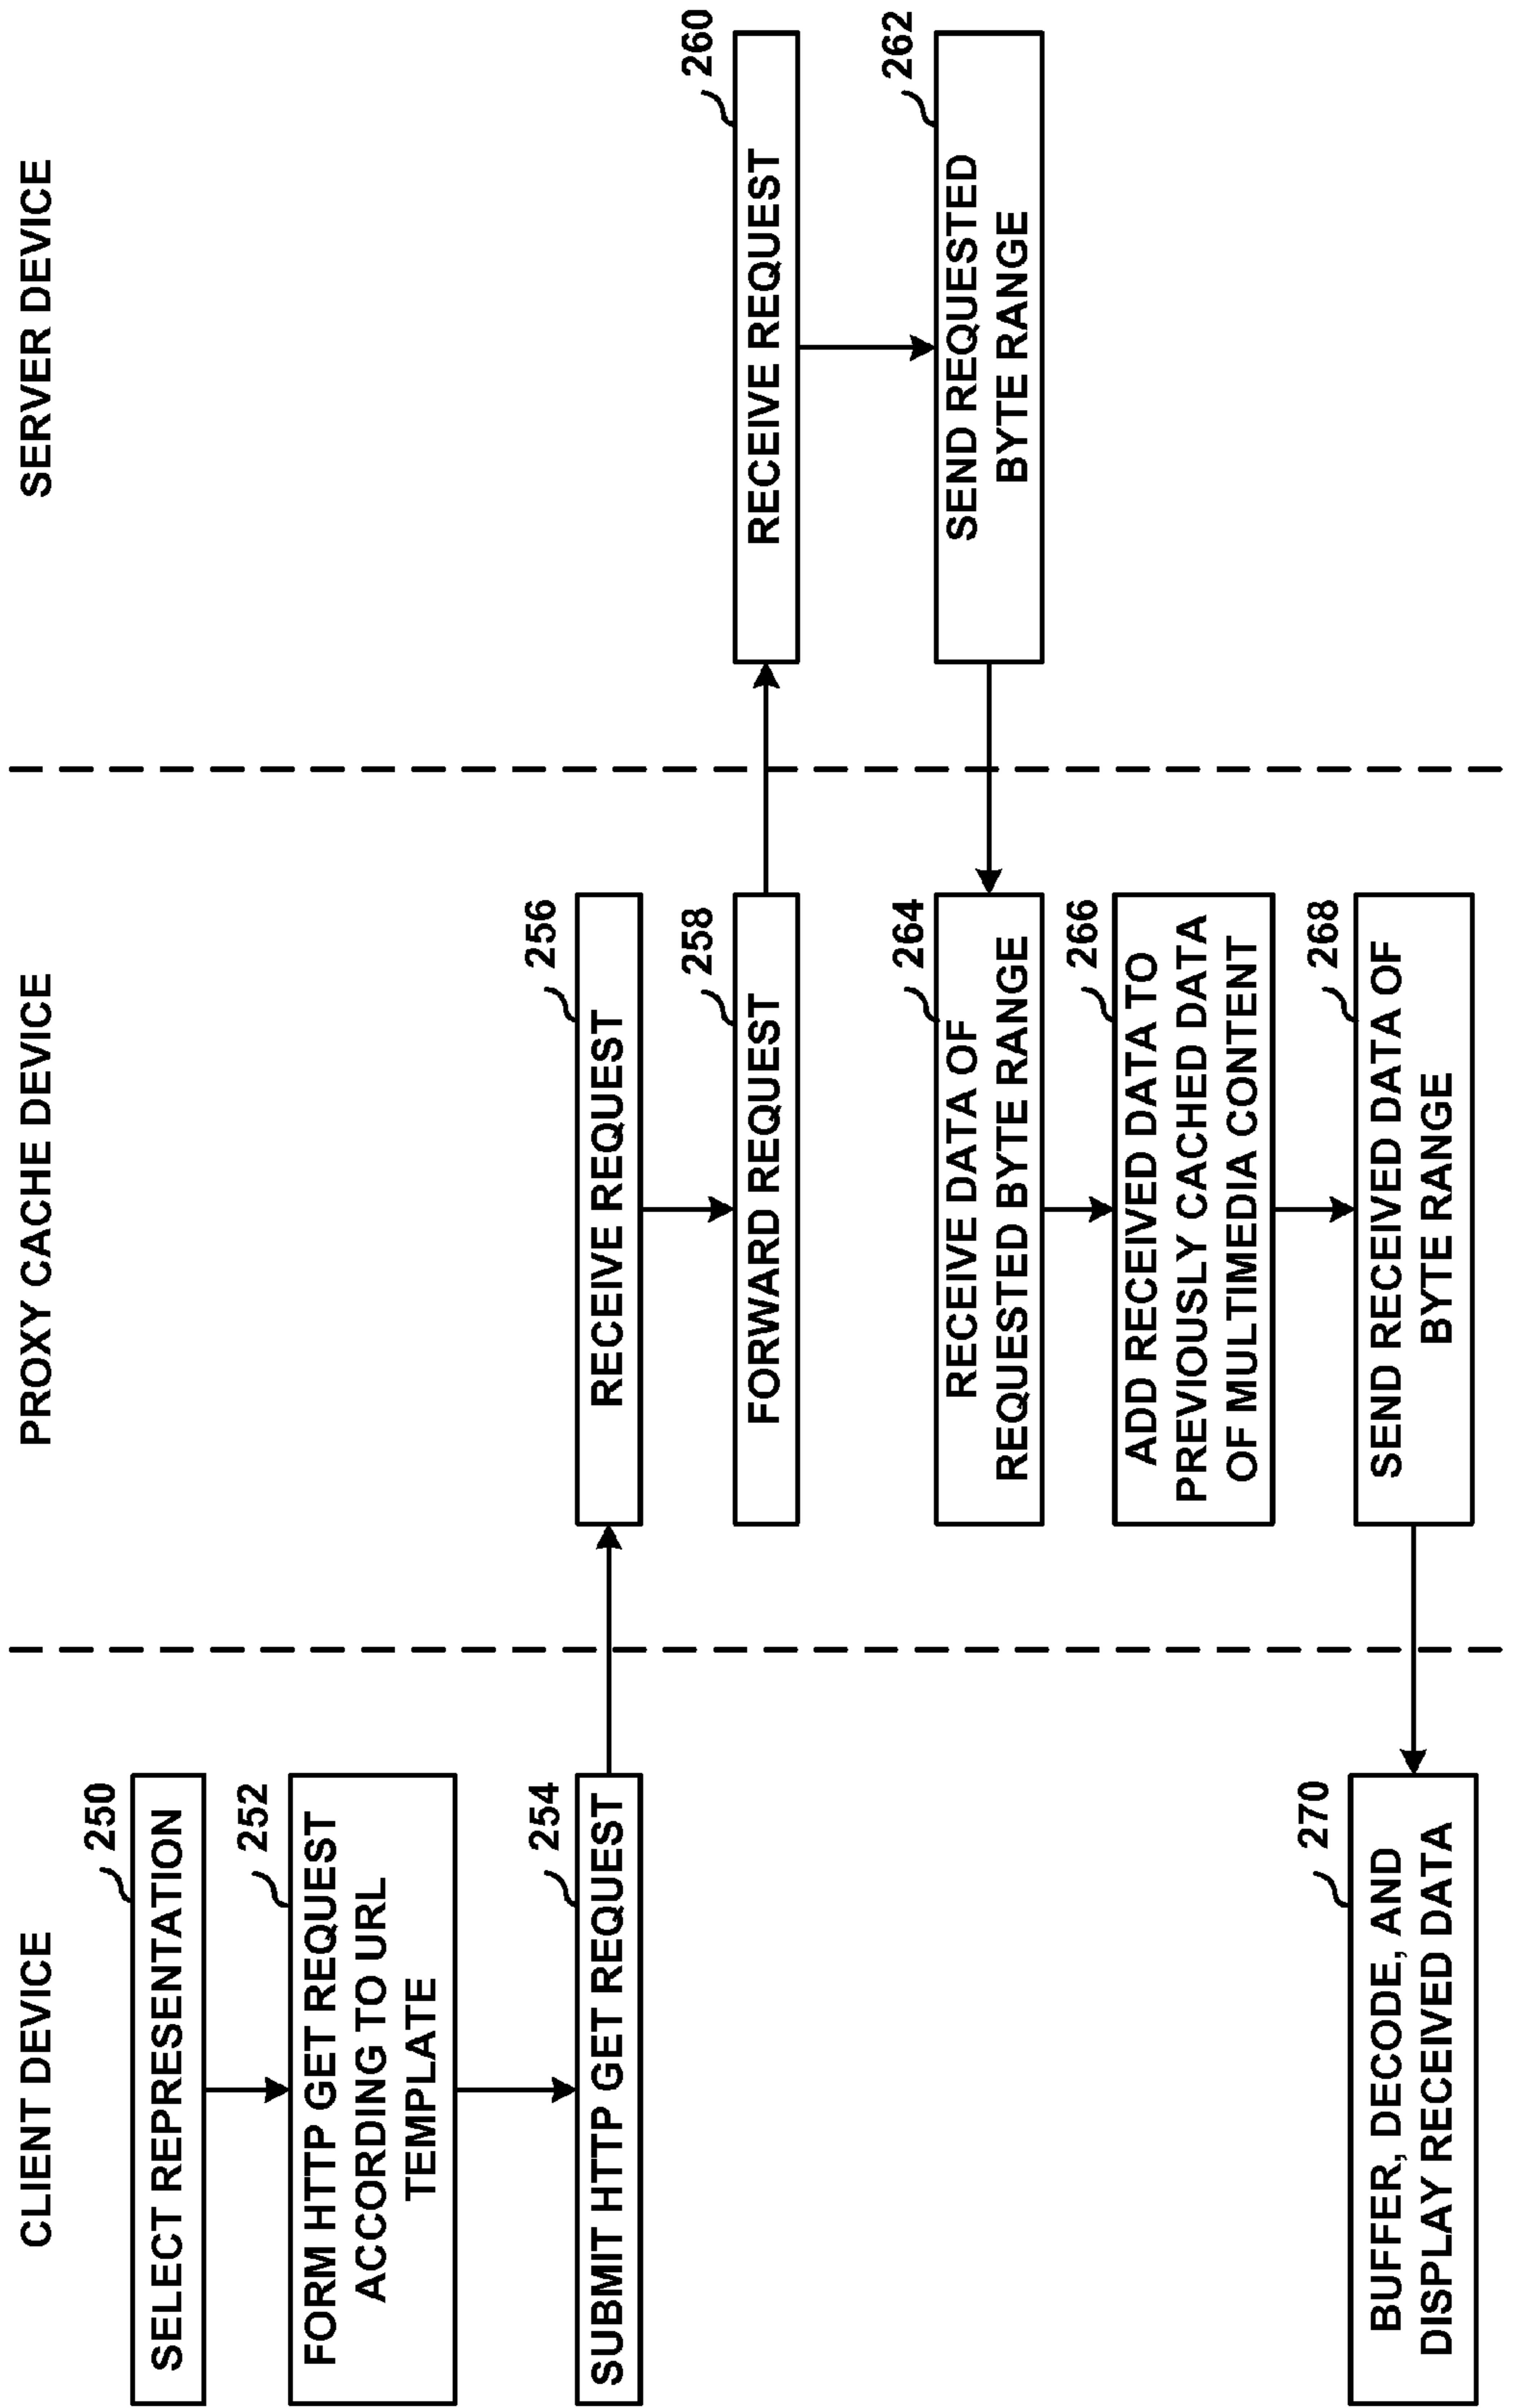 CLIENT DEVICE
PROXY CACHE DEVICE
SERVER DEVICE
250
SELECT REPRESENTATION
252
FORM HTTP GET REQUEST
ACCORDING TO URL
TEMPLATE
254
SUBMIT HTTP GET REQUEST
256
RECEIVE REQUEST
258
FORWARD REQUEST
260
RECEIVE REQUEST
262
SEND REQUESTED
BYTE RANGE
264
RECEIVE DATA OF
REQUESTED BYTE RANGE
266
ADD RECEIVED DATA TO
PREVIOUSLY CACHED DATA
OF MULTIMEDIA CONTENT
268
SEND RECEIVED DATA OF
BYTE RANGE
270
BUFFER, DECODE, AND
DISPLAY RECEIVED DATA